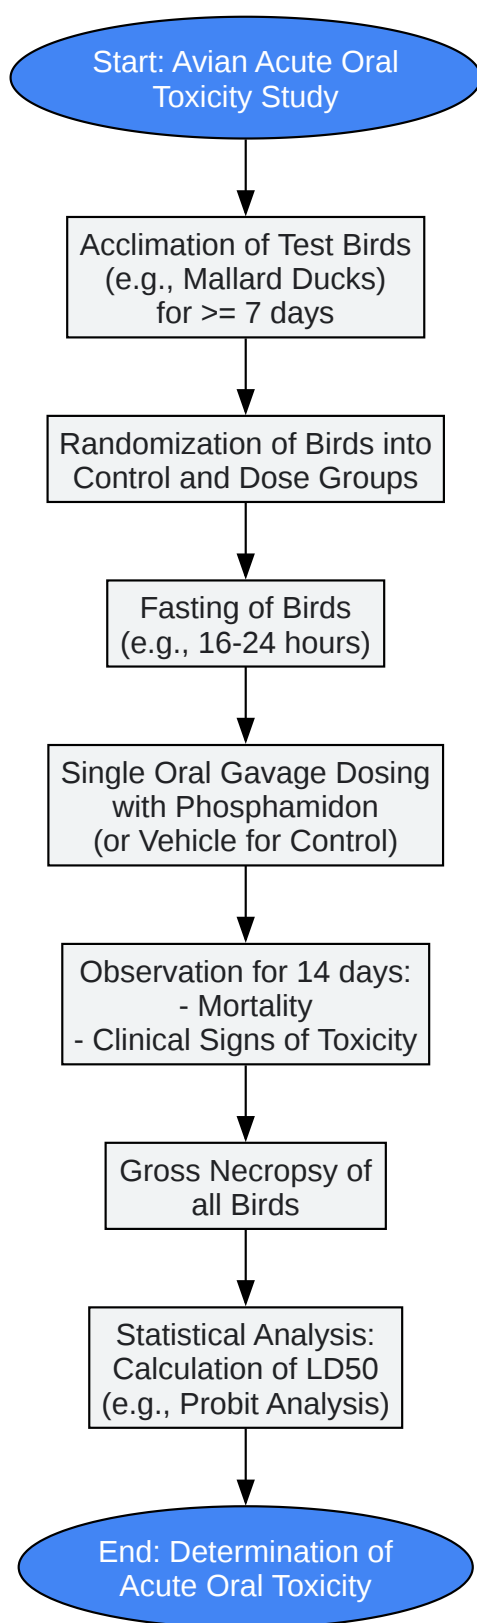 Start: Avian Acute Oral
Toxicity Study
Acclimation of Test Birds
(e.g., Mallard Ducks)
for >= 7 days
Randomization of Birds into
Control and Dose Groups
Fasting of Birds
(e.g., 16-24 hours)
Single Oral Gavage Dosing
with Phosphamidon
(or Vehicle for Control)
Observation for 14 days:
- Mortality
- Clinical Signs of Toxicity
Gross Necropsy of
all Birds
Statistical Analysis:
Calculation of LD50
(e.g., Probit Analysis)
End: Determination of
Acute Oral Toxicity